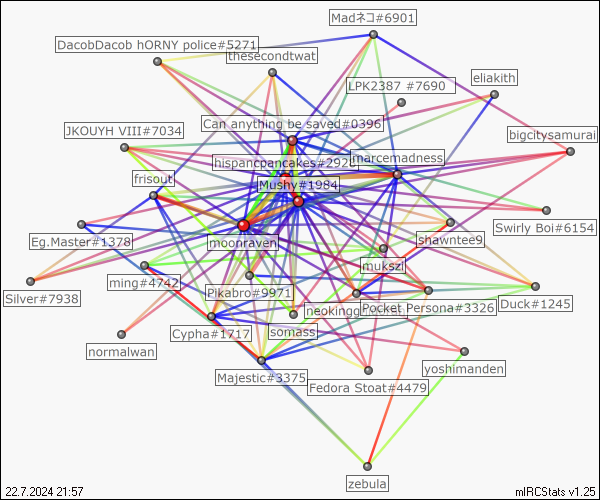 Madネコ#6901
DacobDacob hORNY police#5271
thesecondtwat
eliakith
LPK2387 #7690
JKOUYH VIII#7034
Can anything be saved#0396
bigcitysamurai
hispancpancakes#2920
marcemadness
frisout
Mushy#1984
Swirly Boi#6154
Eg.Master#1378
moonraven
shawntee9
mukszi
ming#4742
Pikabro#9971
Silver#7938
Pocket Persona#3326
Duck#1245
Cypha#1717
somass
normalwan
yoshimanden
Majestic#3375
Fedora Stoat#4479
zebula
22.7.2024 21:57
mIRCStats v1.25